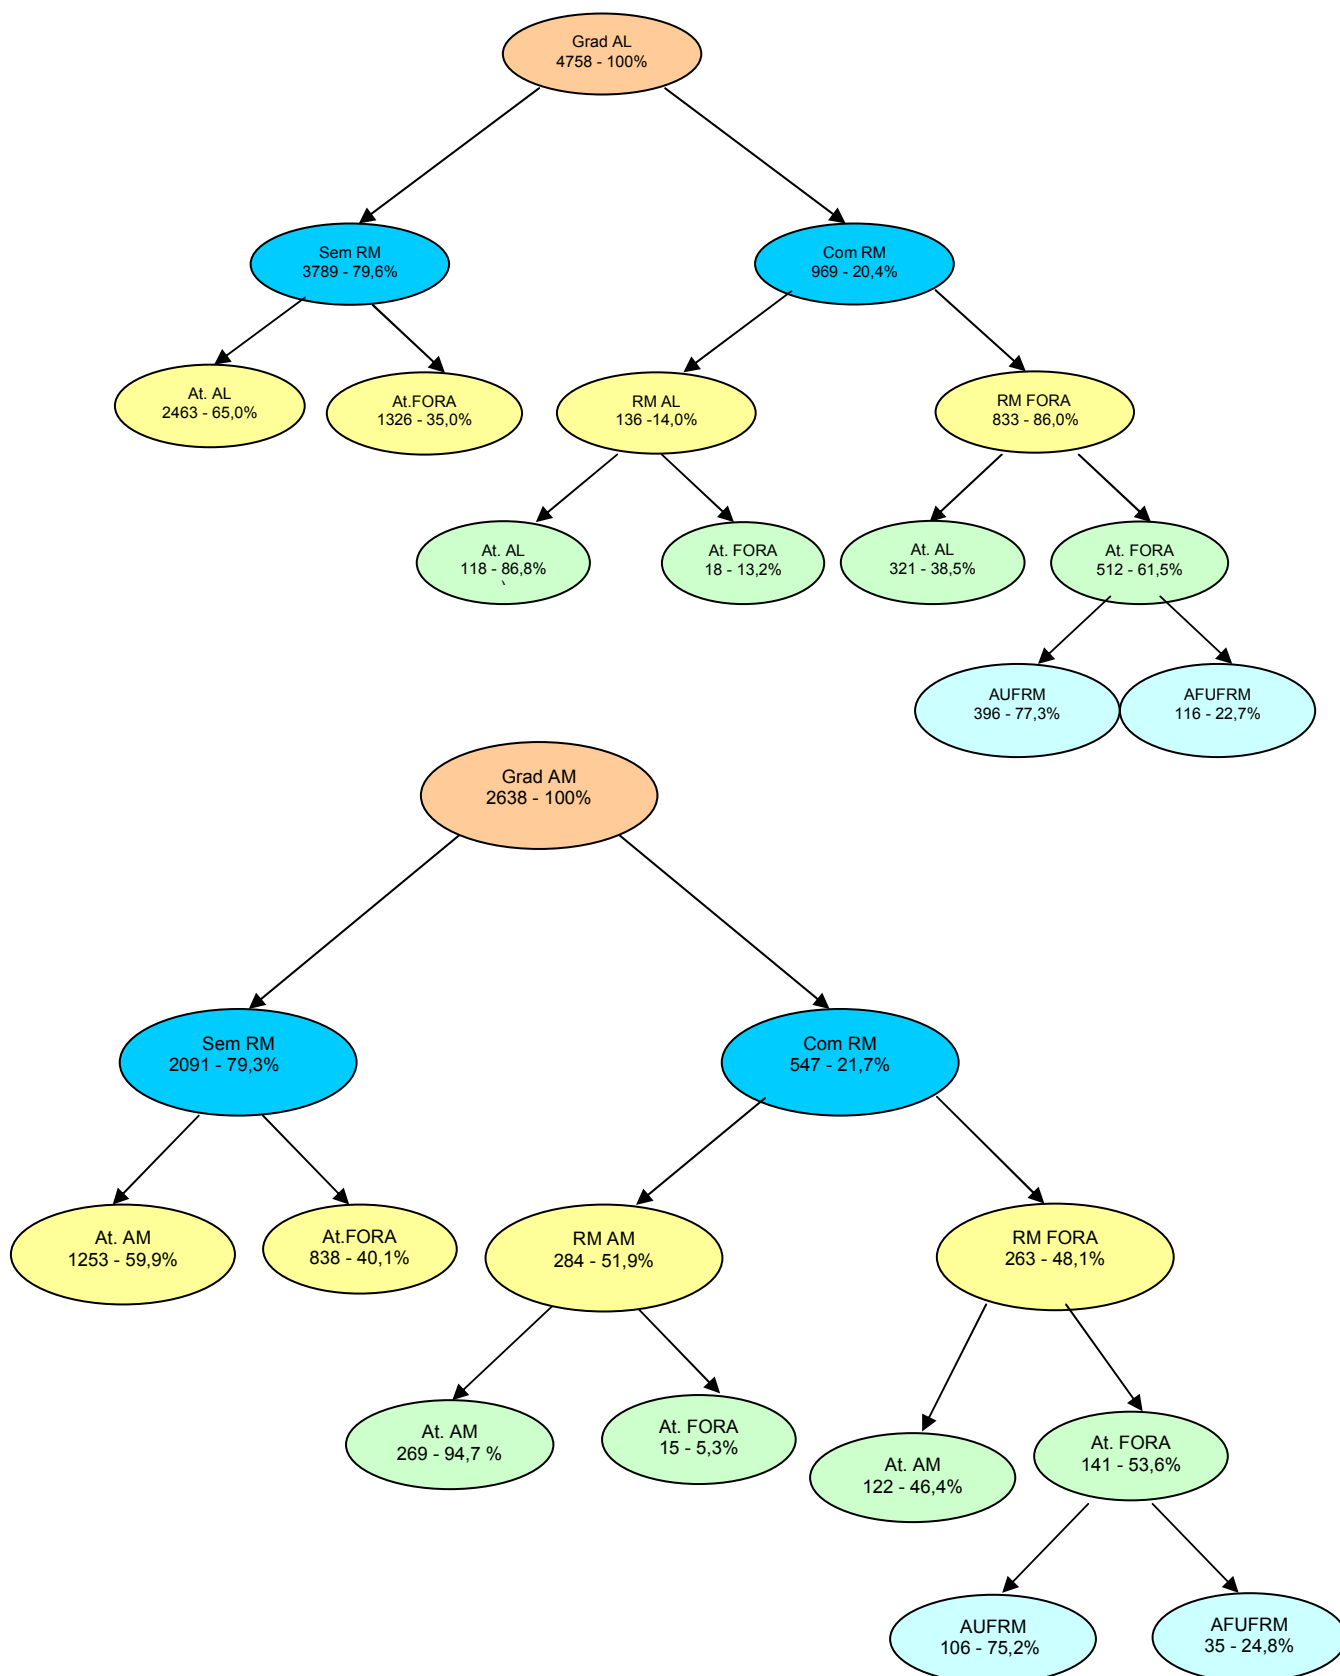 Grad AL
4758 - 100%
Sem RM
3789 - 79,6%
Com RM
969 - 20,4%
At. AL
2463 - 65,0%
At.FORA
1326 - 35,0%
RM AL
136 -14,0%
RM FORA
833 - 86,0%
At. AL
118 - 86,8%
At. FORA
18 - 13,2%
At. AL
321 - 38,5%
At. FORA
512 - 61,5%
AUFRM
396 - 77,3%
AFUFRM
116 - 22,7%
Grad AM
2638 - 100%
Sem RM
2091 - 79,3%
Com RM
547 - 21,7%
At. AM
1253 - 59,9%
At.FORA
838 - 40,1%
RM AM
284 - 51,9%
RM FORA
263 - 48,1%
At. AM
269 - 94,7 %
At. FORA
15 - 5,3%
At. AM
122 - 46,4%
At. FORA
141 - 53,6%
AUFRM
106 - 75,2%
AFUFRM
35 - 24,8%